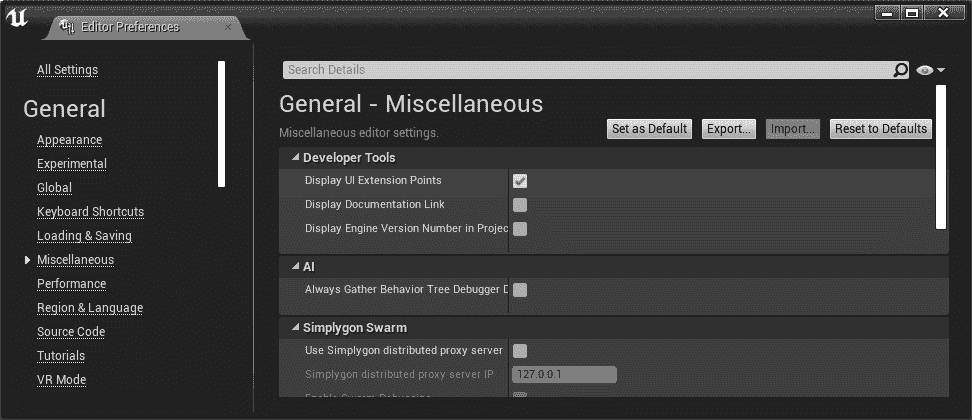 Editor Preferences
All Settings
General
Appearance
Experimental
Global
Keyboard Shortcuts
Loading & Saving
Miscellaneous
Performance
Region & Language
Source Code
Tutorials
VR Mode
Search Details
General - Miscellaneous
Miscellaneous editor settings.
Set as Default
Export...
Import...
Reset to Defaults
Developer Tools
Display UI Extension Points
Display Documentation Link
Display Engine Version Number in Projec
AI
Always Gather Behavior Tree Debugger D
Simplygon Swarm
Use Simplygon distributed proxy server
Simplygon distributed proxy server IP
127.0.0.1
Enable Swarm Debugging